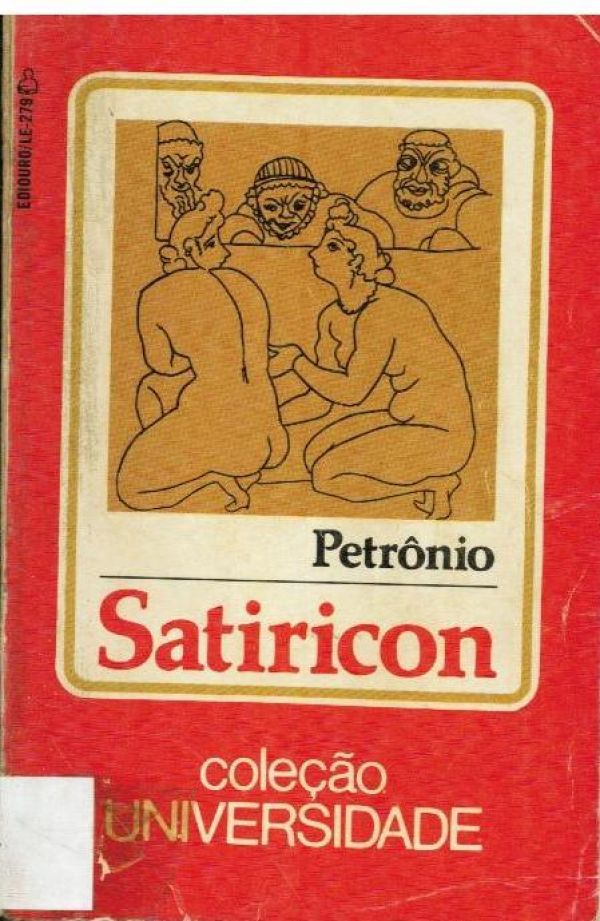 EDIOURO/LE-279
Petrônio
Satiricon
coleção
UNIVERSIDADE